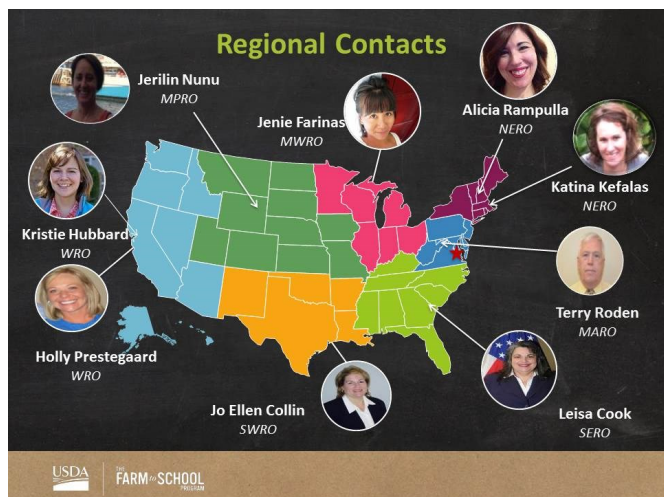 Regional Contacts
Jerilin Nunu
MPRO
Jenie Farinas
MWRO
Alicia Rampulla
NERO
Katina Kefalas
NERO
Kristie Hubbard
WRO
Terry Roden
MARO
Holly Prestegaard
WRO
Jo Ellen Collin
SWRO
Leisa Cook
SERO
USDA
THE
FARM to SCHOOL
PROGRAM